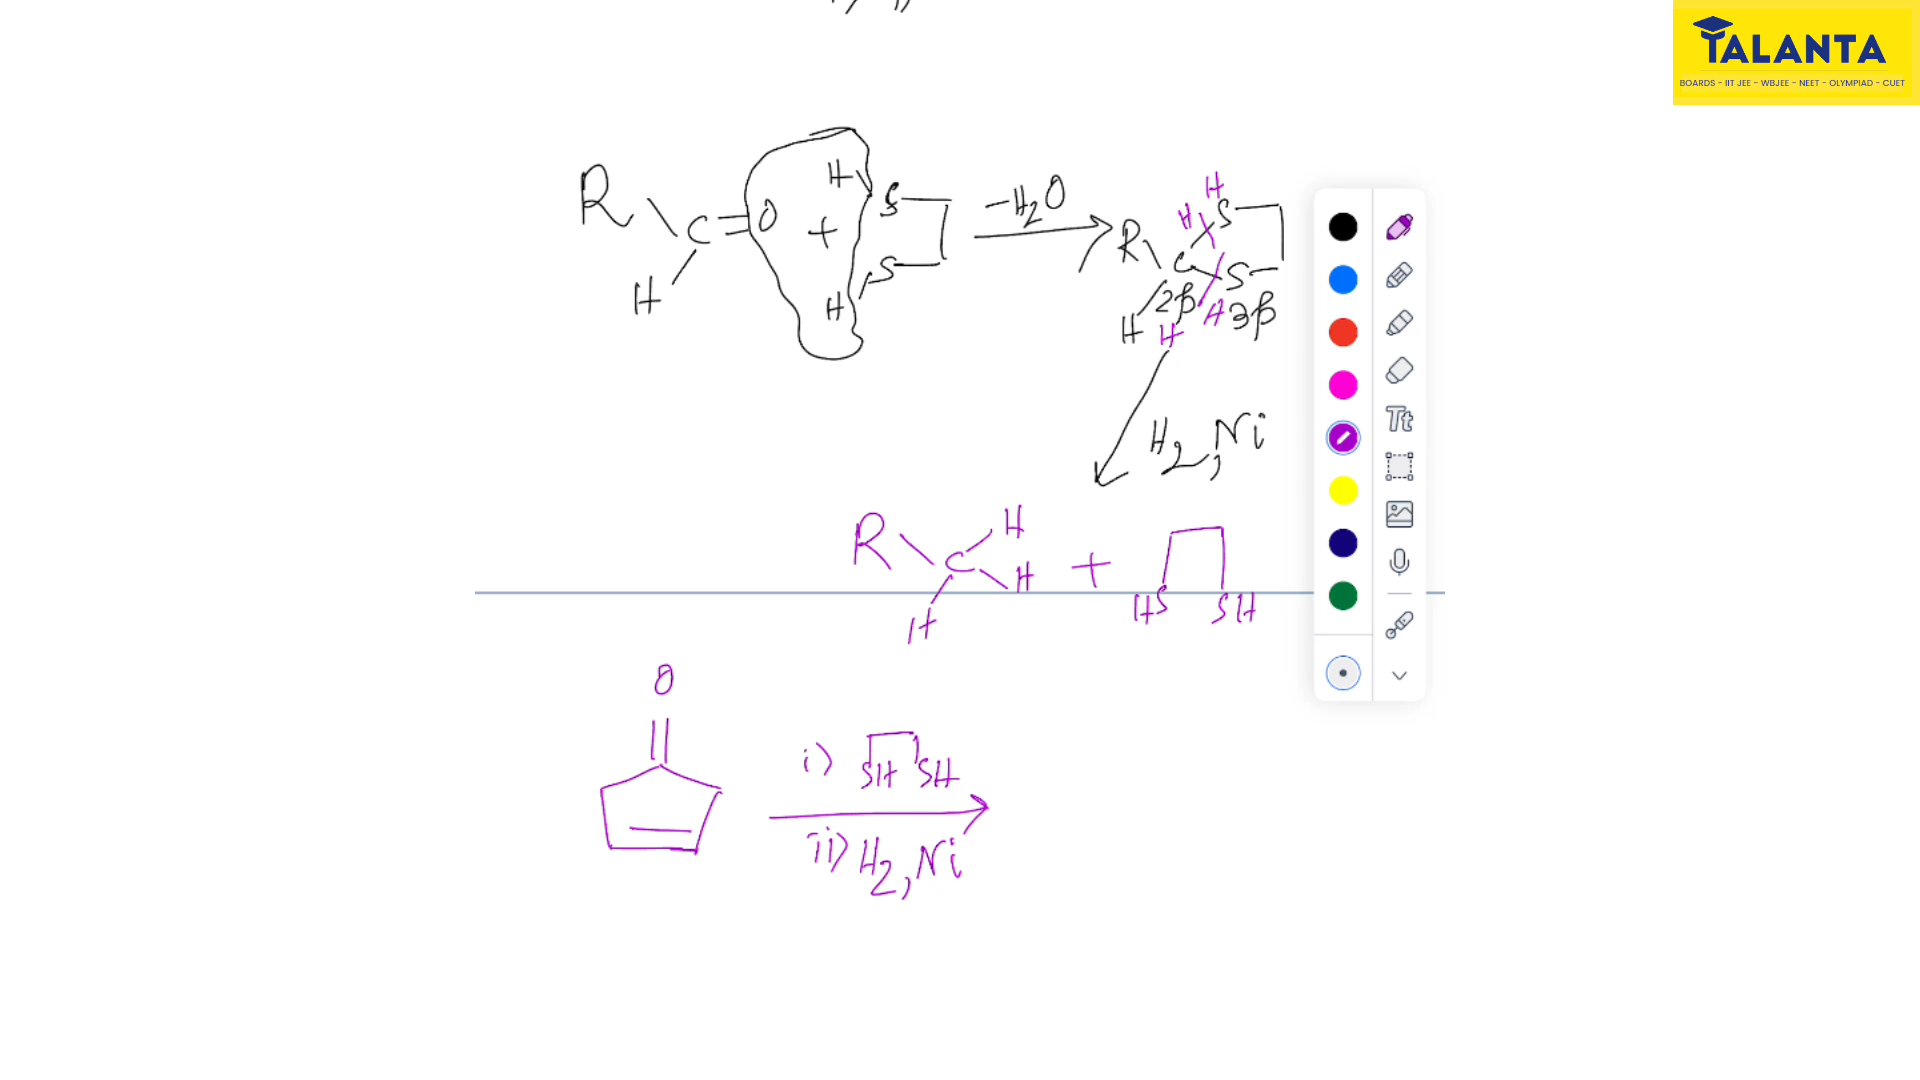 TALANTA
BOARDS - IIT JEE - WBJEE - NEET - OLYMPIAD - CUET
R C = O + H S S H
H
-H2O
R C S S H H H H H
2β 3β
H2, Ni
R C H H H + HS SH
Tt
O
i) SH SH
ii) H2, Ni